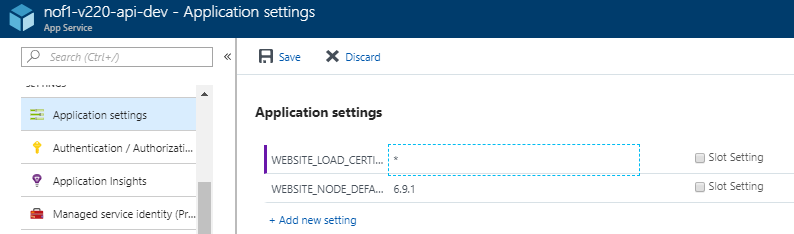 nof1-v220-api-dev - Application settings
App Service
Search (Ctrl+/)
«
Save
Discard
SETTINGS
Application settings
Authentication / Authorizati...
Application Insights
Managed service identity (Pr...
Application settings
WEBSITE_LOAD_CERTI... * Slot Setting
WEBSITE_NODE_DEFA... 6.9.1 Slot Setting
+ Add new setting